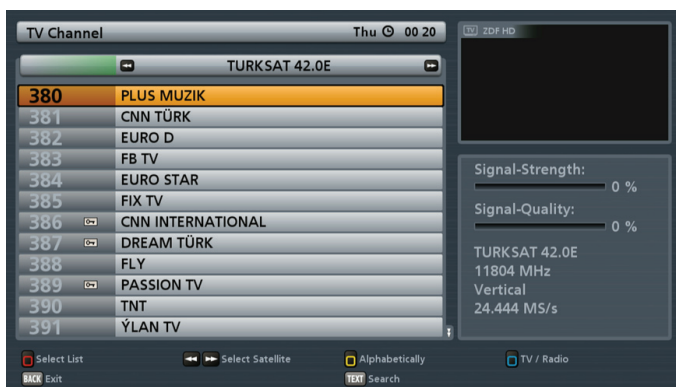 TV Channel
Thu 00 20
TV ZDF HD
TURKSAT 42.0E
380 PLUS MUZIK
381 CNN TÜRK
382 EURO D
383 FB TV
384 EURO STAR
385 FIX TV
386 CNN INTERNATIONAL
387 DREAM TÜRK
388 FLY
389 PASSION TV
390 TNT
391 ÝLAN TV
Signal-Strength:
0 %
Signal-Quality:
0 %
TURKSAT 42.0E
11804 MHz
Vertical
24.444 MS/s
Select List
Select Satellite
Alphabetically
TV / Radio
BACK Exit
TEXT Search